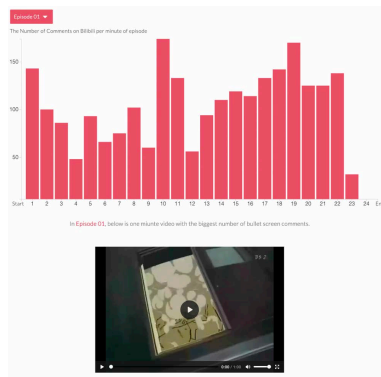 Episode 01
The Number of Comments on Bilibili per minute of episode
150
100
50
Start 1 2 3 4 5 6 7 8 9 10 11 12 13 14 15 16 17 18 19 20 21 22 23 24 En
In Episode 01, below is one miunte video with the biggest number of bullet screen comments.
0:00 / 1:00